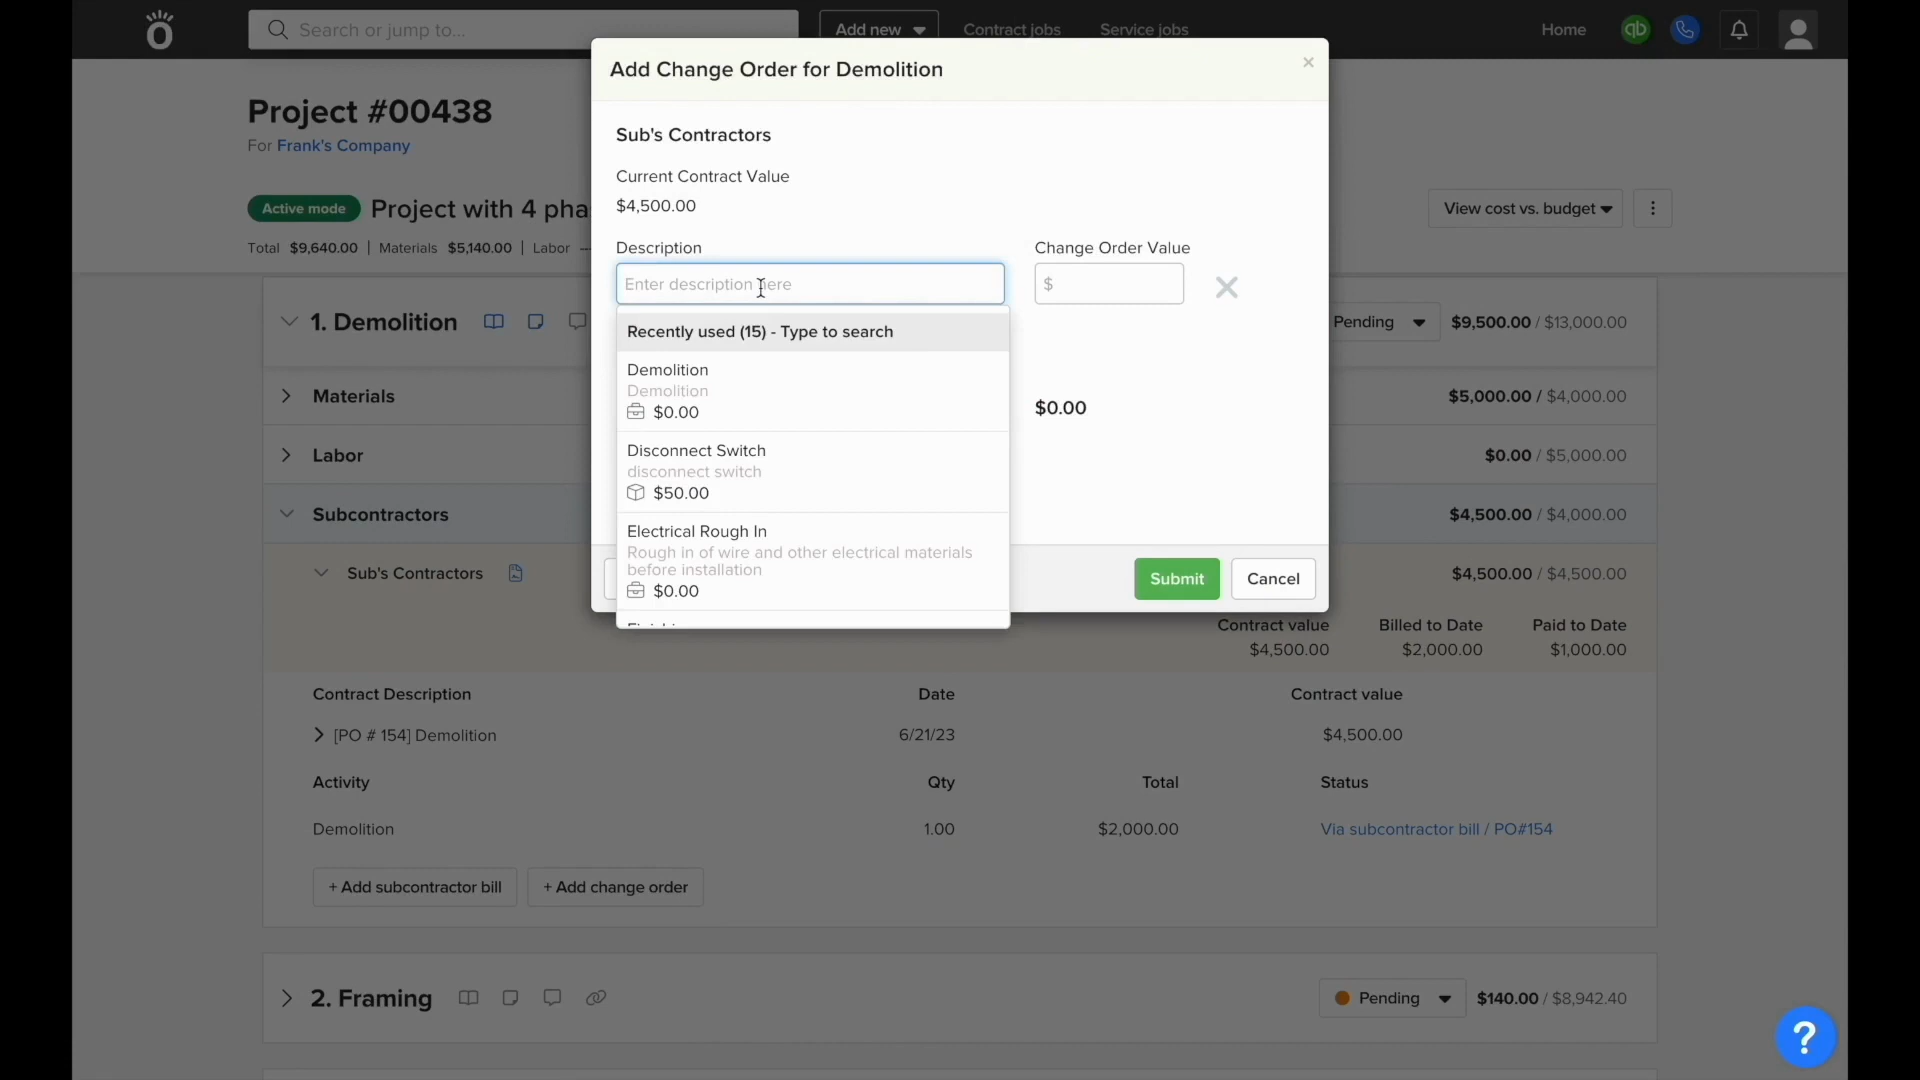 Search or jump to...
Add new
Contract jobs
Service jobs
Home
qb
Project #00438
For Frank's Company
Active mode
Project with 4 pha
Total $9,640.00 | Materials $5,140.00 | Labor --
View cost vs. budget
Add Change Order for Demolition
×
Sub's Contractors
Current Contract Value
$4,500.00
Description
Change Order Value
Enter description here
$
Recently used (15) - Type to search
Demolition
Demolition
$0.00
Disconnect Switch
disconnect switch
$50.00
Electrical Rough In
Rough in of wire and other electrical materials
before installation
$0.00
$0.00
Submit
Cancel
1. Demolition
Pending
$9,500.00 / $13,000.00
Materials
$5,000.00 / $4,000.00
Labor
$0.00 / $5,000.00
Subcontractors
$4,500.00 / $4,000.00
Sub's Contractors
$4,500.00 / $4,500.00
Contract value
Billed to Date
Paid to Date
$4,500.00
$2,000.00
$1,000.00
Contract Description
Date
Contract value
[PO # 154] Demolition
6/21/23
$4,500.00
Activity
Qty
Total
Status
Demolition
1.00
$2,000.00
Via subcontractor bill / PO#154
+ Add subcontractor bill
+ Add change order
2. Framing
Pending
$140.00 / $8,942.40
?